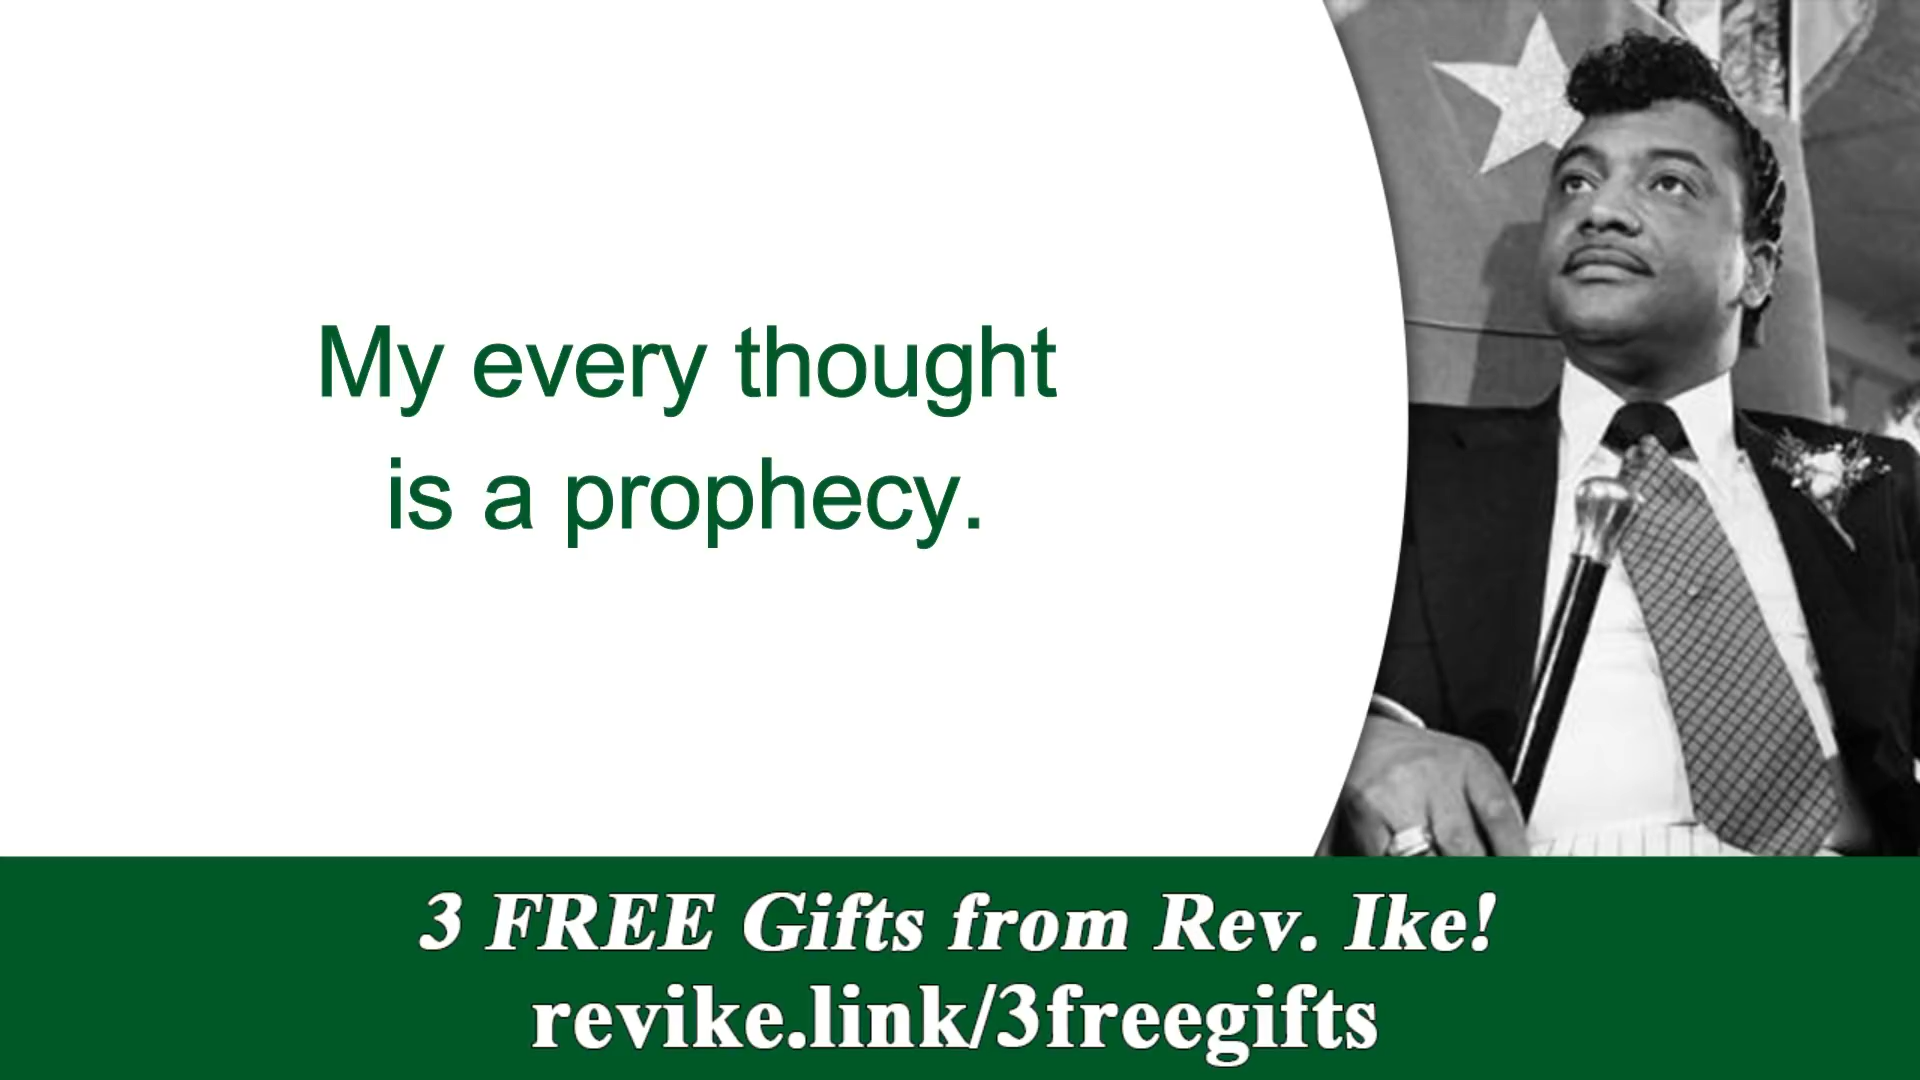 My every thought
is a prophecy.
3 FREE Gifts from Rev. Ike!
revike.link/3freegifts